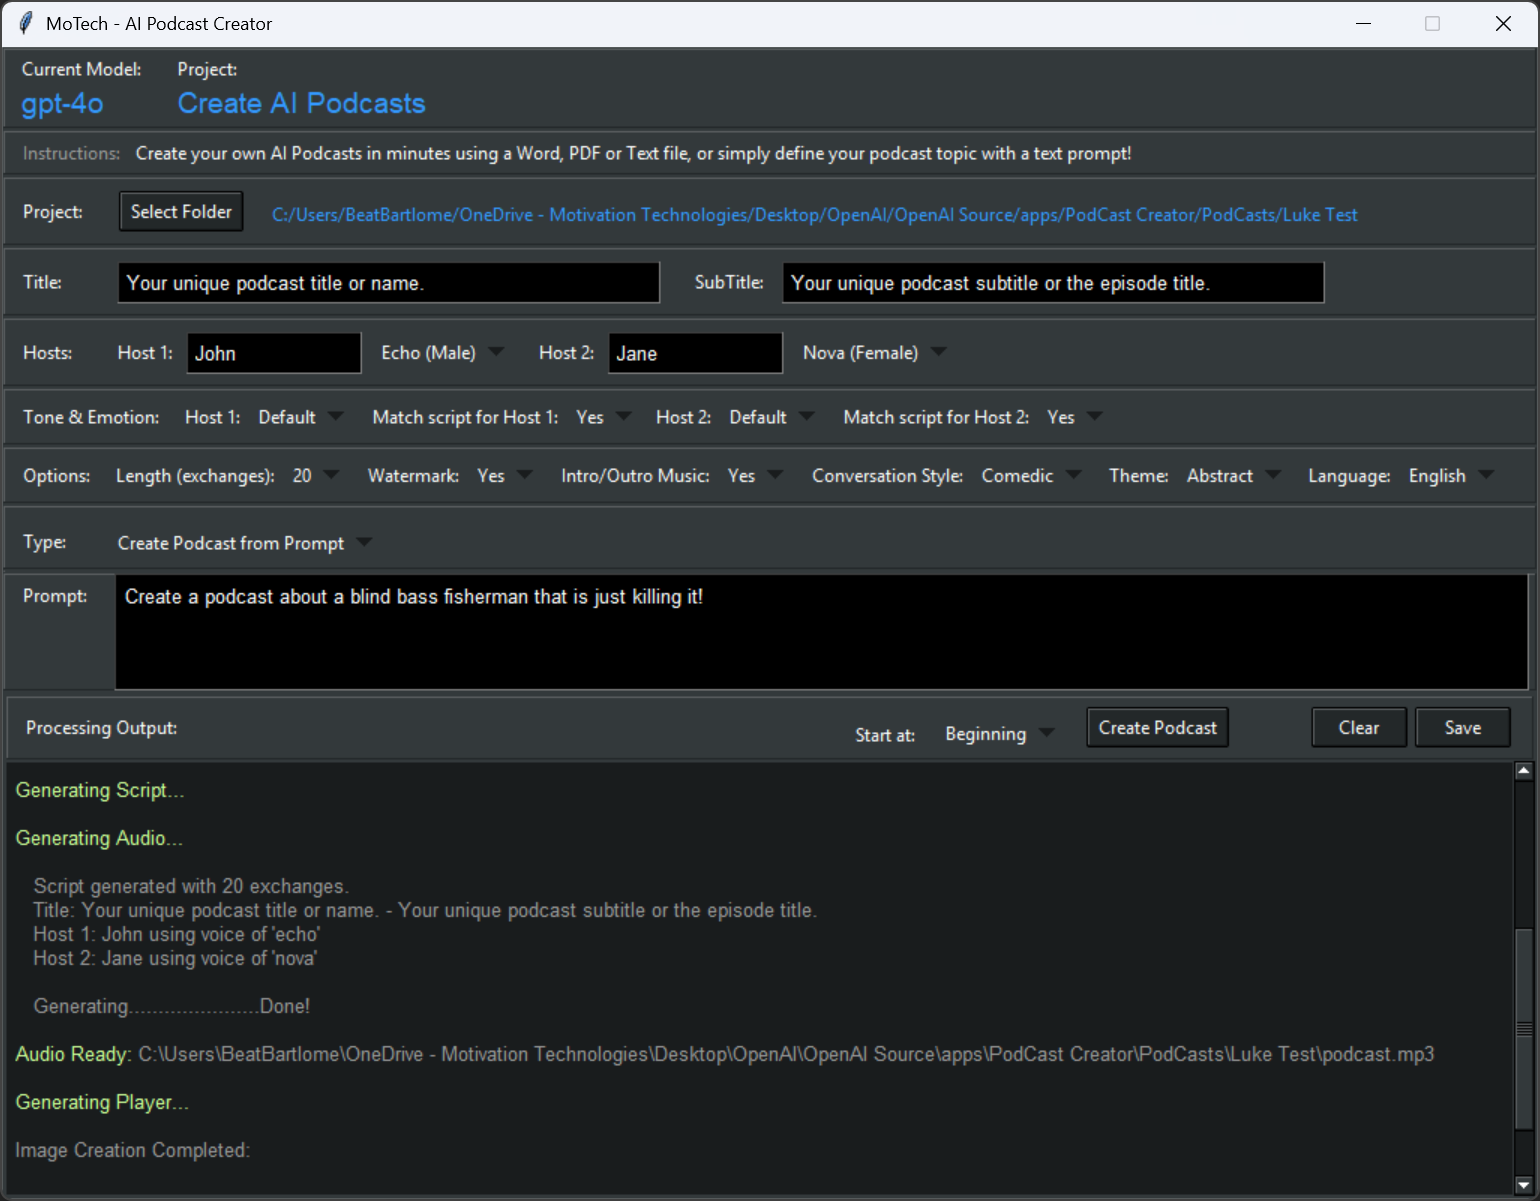 MoTech - AI Podcast Creator
Current Model: Project:
gpt-4o Create AI Podcasts
Instructions: Create your own AI Podcasts in minutes using a Word, PDF or Text file, or simply define your podcast topic with a text prompt!
Project: Select Folder C:/Users/BeatBartlome/OneDrive - Motivation Technologies/Desktop/OpenAI/OpenAI Source/apps/PodCast Creator/PodCasts/Luke Test
Title: Your unique podcast title or name. SubTitle: Your unique podcast subtitle or the episode title.
Hosts: Host 1: John Echo (Male) Host 2: Jane Nova (Female)
Tone & Emotion: Host 1: Default Match script for Host 1: Yes Host 2: Default Match script for Host 2: Yes
Options: Length (exchanges): 20 Watermark: Yes Intro/Outro Music: Yes Conversation Style: Comedic Theme: Abstract Language: English
Type: Create Podcast from Prompt
Prompt: Create a podcast about a blind bass fisherman that is just killing it!
Processing Output: Start at: Beginning Create Podcast Clear Save
Generating Script...
Generating Audio...
Script generated with 20 exchanges.
Title: Your unique podcast title or name. - Your unique podcast subtitle or the episode title.
Host 1: John using voice of 'echo'
Host 2: Jane using voice of 'nova'
Generating......................Done!
Audio Ready: C:\Users\BeatBartlome\OneDrive - Motivation Technologies\Desktop\OpenAI\OpenAI Source\apps\PodCast Creator\PodCasts\Luke Test\podcast.mp3
Generating Player...
Image Creation Completed: